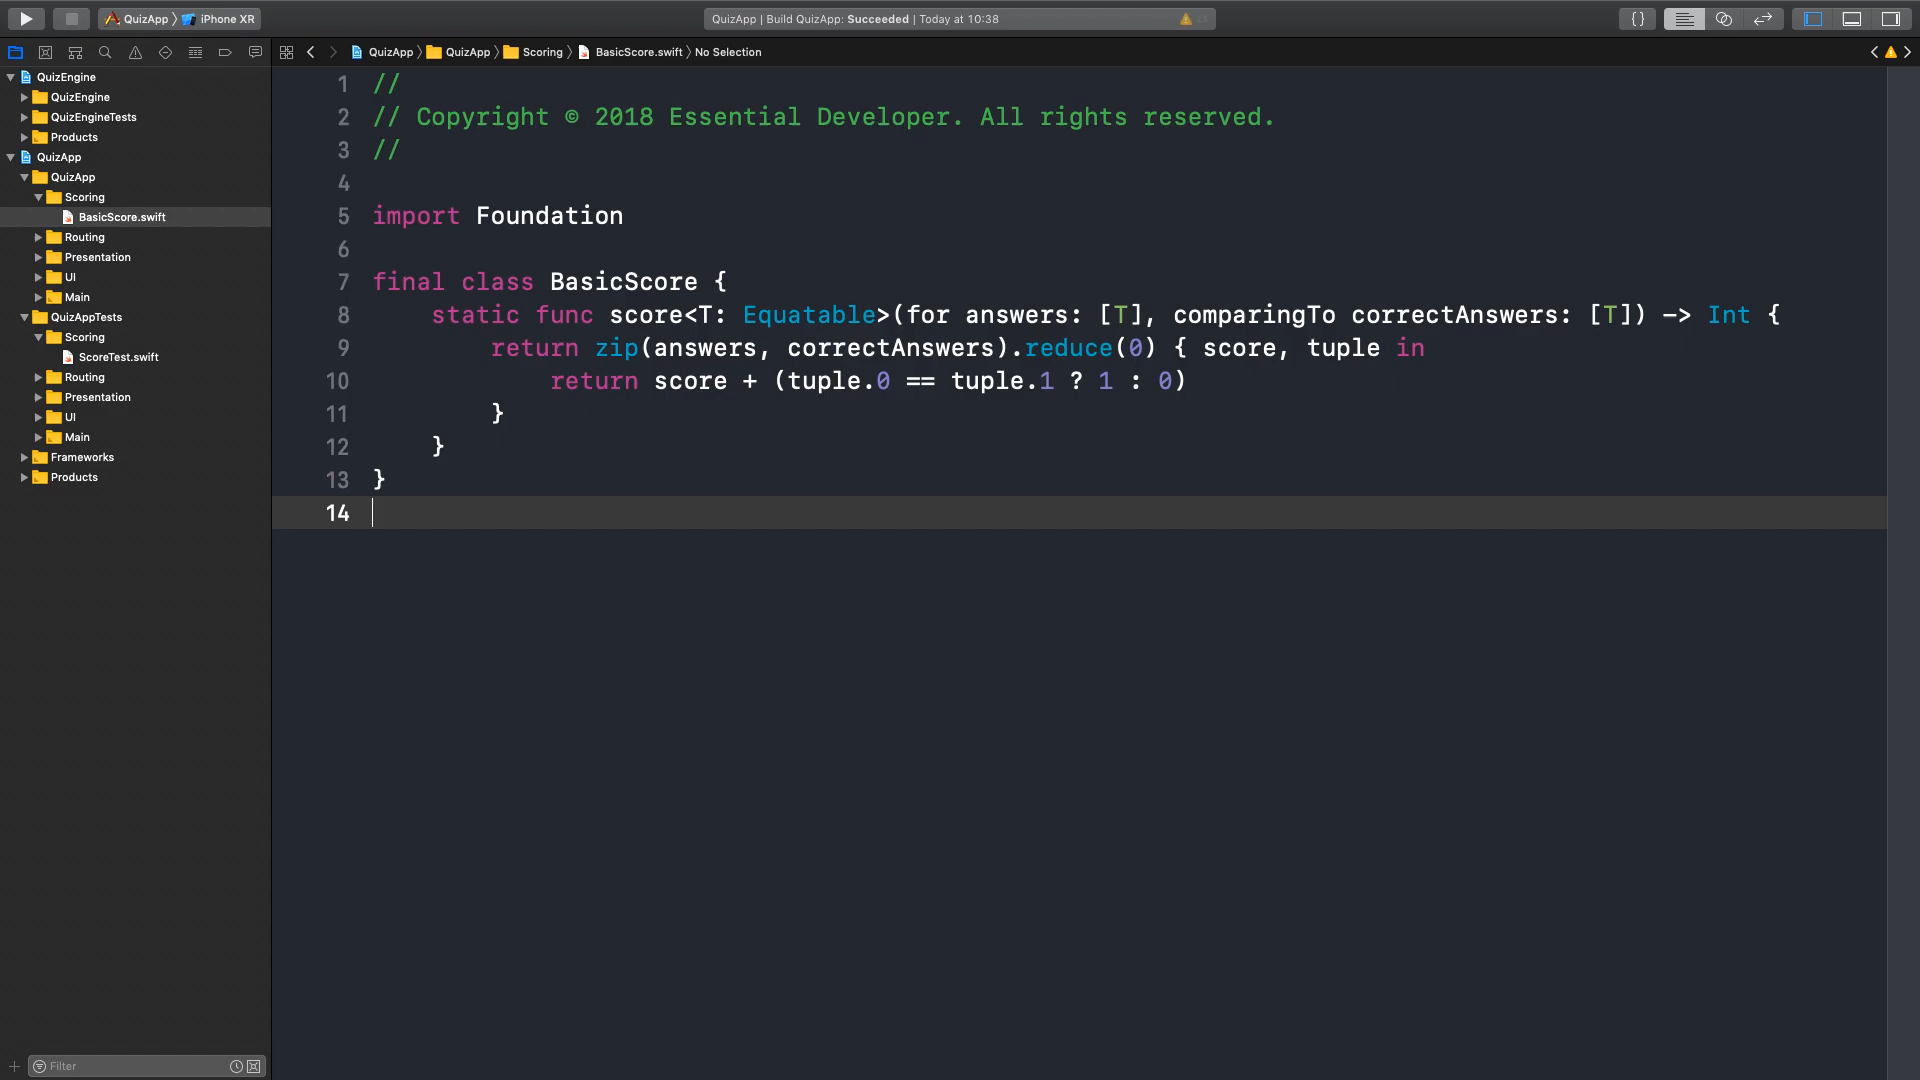 QuizApp iPhone XR
QuizApp | Build QuizApp: Succeeded | Today at 10:38
{}
QuizApp QuizApp Scoring BasicScore.swift No Selection
QuizEngine
QuizEngine
QuizEngineTests
Products
QuizApp
QuizApp
Scoring
BasicScore.swift
Routing
Presentation
UI
Main
QuizAppTests
Scoring
ScoreTest.swift
Routing
Presentation
UI
Main
Frameworks
Products
Filter
1 //
2 // Copyright © 2018 Essential Developer. All rights reserved.
3 //
4
5 import Foundation
6
7 final class BasicScore {
8 static func score<T: Equatable>(for answers: [T], comparingTo correctAnswers: [T]) -> Int {
9 return zip(answers, correctAnswers).reduce(0) { score, tuple in
10 return score + (tuple.0 == tuple.1 ? 1 : 0)
11 }
12 }
13 }
14